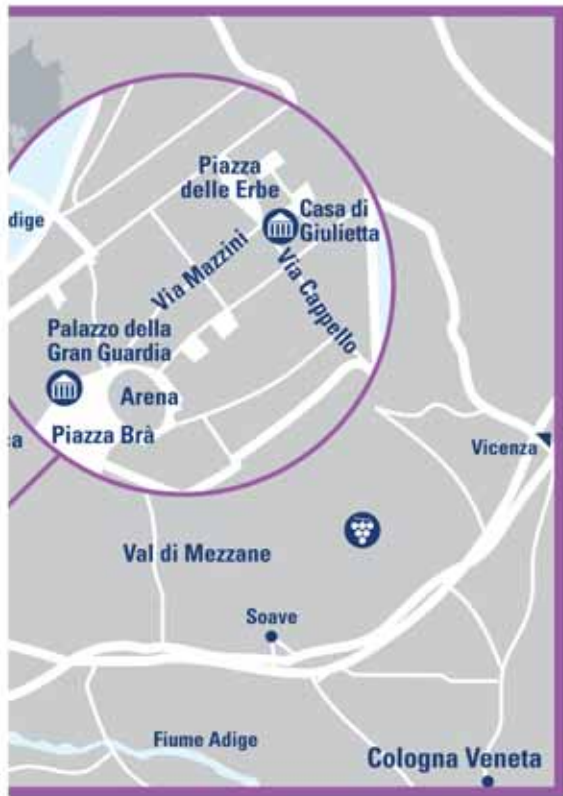 Piazza
delle Erbe
Casa di
Giulietta
dige
Via Mazzini
Via Cappello
Palazzo della
Gran Guardia
Arena
Piazza Brà
ca
Vicenza
Val di Mezzane
Soave
Fiume Adige
Cologna Veneta